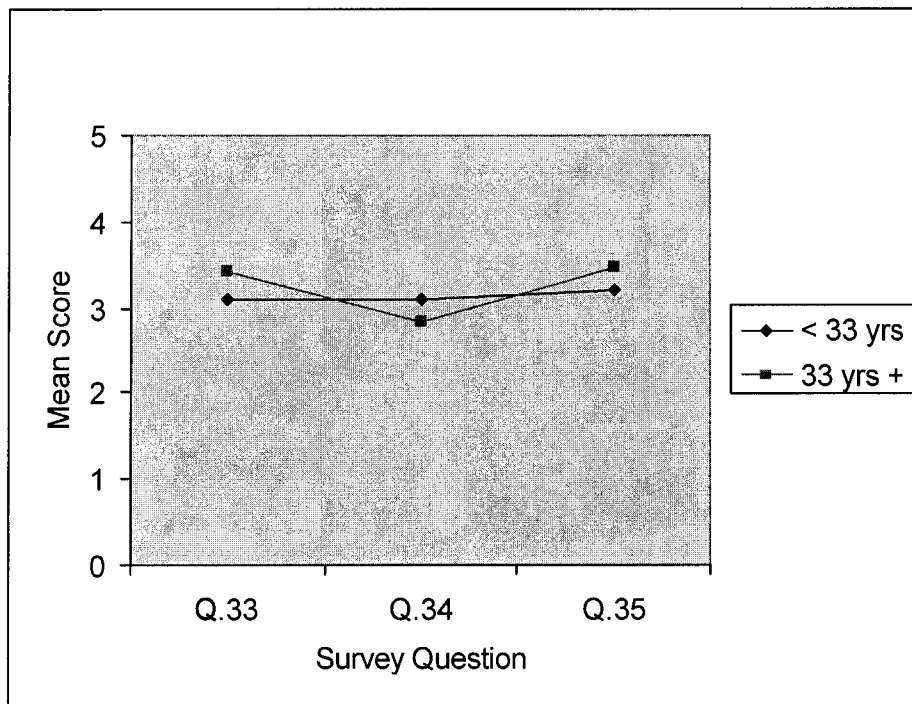 5
4
3
2
1
0
Mean Score
Q.33 Q.34 Q.35
Survey Question
< 33 yrs
33 yrs +